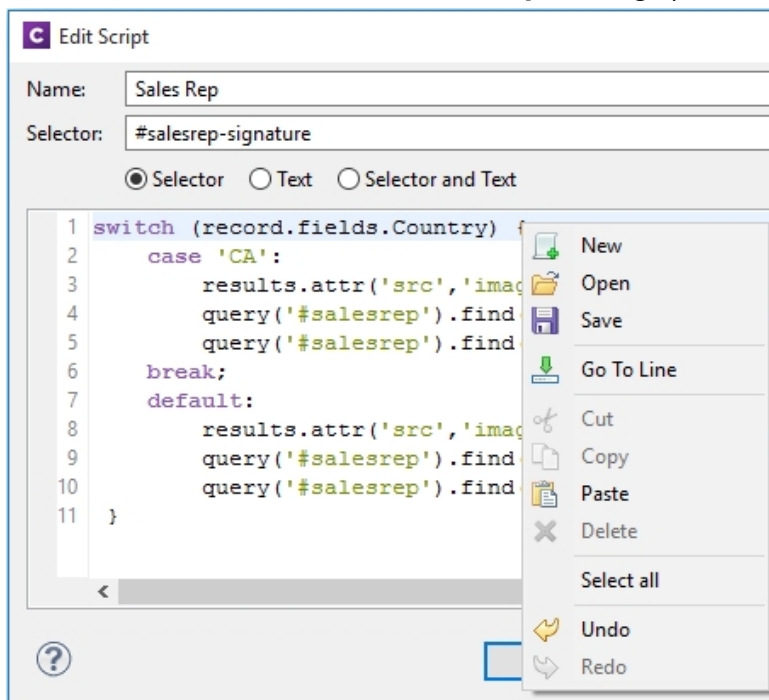 C Edit Script
Name: Sales Rep
Selector: #salesrep-signature
Selector Text Selector and Text
1 switch (record.fields.Country) {
2 case 'CA':
3 results.attr('src','imag
4 query('#salesrep').find
5 query('#salesrep').find
6 break;
7 default:
8 results.attr('src','imag
9 query('#salesrep').find
10 query('#salesrep').find
11 }
New
Open
Save
Go To Line
Cut
Copy
Paste
Delete
Select all
Undo
Redo
?